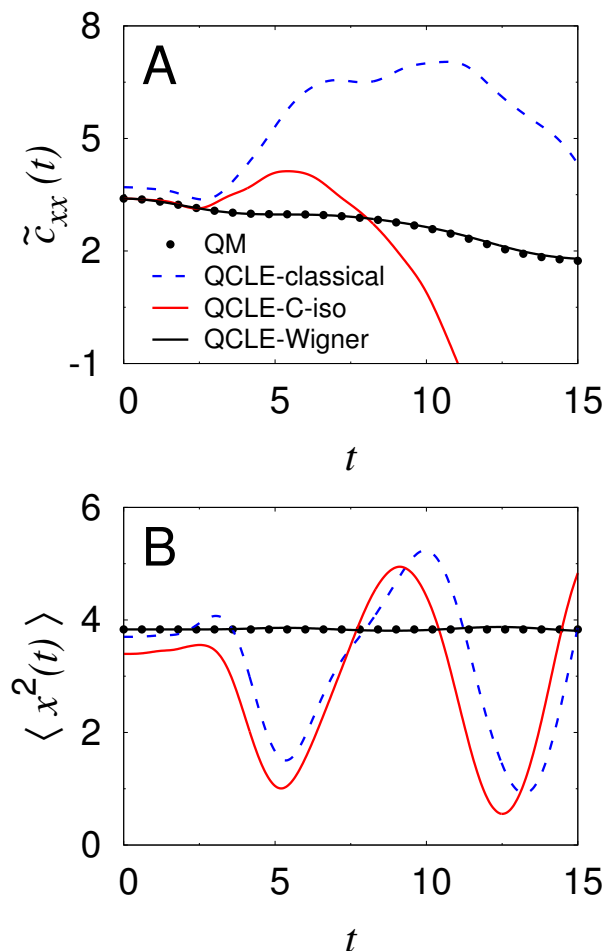 A
8
5
2
-1
c̃xx(t)
QM
QCLE-classical
QCLE-C-iso
QCLE-Wigner
0 5 10 15
t
B
6
4
2
0
⟨ x²(t) ⟩
0 5 10 15
t